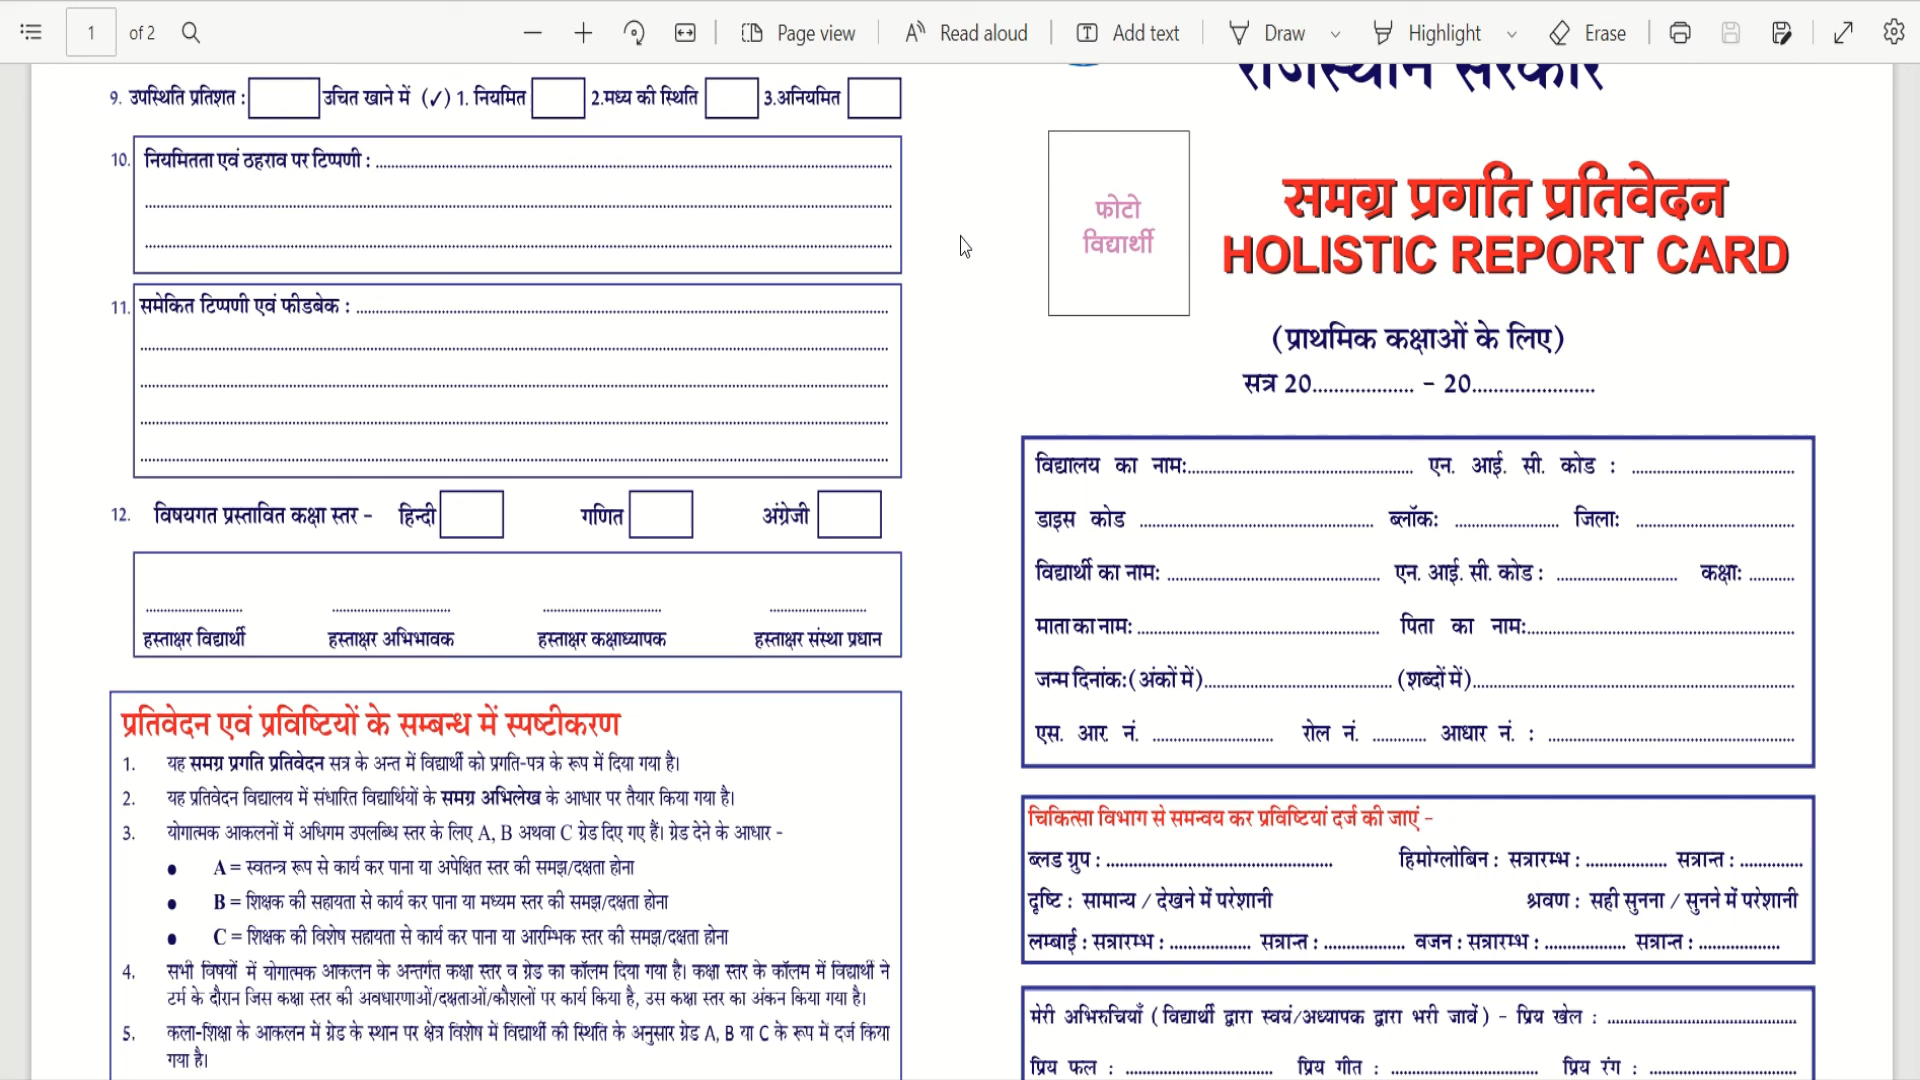 1 of 2 Page view Read aloud Add text Draw Highlight Erase
9. उपस्थिति प्रतिशत : उचित खाने में (✓) 1. नियमित 2.मध्य की स्थिति 3.अनियमित
10. नियमितता एवं ठहराव पर टिप्पणी : ............
11. समेकित टिप्पणी एवं फीडबेक : ............
12. विषयगत प्रस्तावित कक्षा स्तर - हिन्दी गणित अंग्रेजी
हस्ताक्षर विद्यार्थी हस्ताक्षर अभिभावक हस्ताक्षर कक्षाध्यापक हस्ताक्षर संस्था प्रधान
प्रतिवेदन एवं प्रविष्टियों के सम्बन्ध में स्पष्टीकरण
1. यह समग्र प्रगति प्रतिवेदन सत्र के अन्त में विद्यार्थी को प्रगति-पत्र के रूप में दिया गया है।
2. यह प्रतिवेदन विद्यालय में संधारित विद्यार्थियों के समग्र अभिलेख के आधार पर तैयार किया गया है।
3. योगात्मक आकलनों में अधिगम उपलब्धि स्तर के लिए A, B अथवा C ग्रेड दिए गए हैं। ग्रेड देने के आधार -
● A = स्वतन्त्र रूप से कार्य कर पाना या अपेक्षित स्तर की समझ/दक्षता होना
● B = शिक्षक की सहायता से कार्य कर पाना या मध्यम स्तर की समझ/दक्षता होना
● C = शिक्षक की विशेष सहायता से कार्य कर पाना या आरम्भिक स्तर की समझ/दक्षता होना
4. सभी विषयों में योगात्मक आकलन के अन्तर्गत कक्षा स्तर व ग्रेड का कॉलम दिया गया है। कक्षा स्तर के कॉलम में विद्यार्थी ने
टर्म के दौरान जिस कक्षा स्तर की अवधारणाओं/दक्षताओं/कौशलों पर कार्य किया है, उस कक्षा स्तर का अंकन किया गया है।
5. कला-शिक्षा के आकलन में ग्रेड के स्थान पर क्षेत्र विशेष में विद्यार्थी की स्थिति के अनुसार ग्रेड A, B या C के रूप में दर्ज किया
गया है।
राजस्थान सरकार
फोटो
विद्यार्थी
समग्र प्रगति प्रतिवेदन
HOLISTIC REPORT CARD
(प्राथमिक कक्षाओं के लिए)
सत्र 20............ - 20............
विद्यालय का नाम:............ एन. आई. सी. कोड : ............
डाइस कोड ............ ब्लॉक: ............ जिला: ............
विद्यार्थी का नाम: ............ एन. आई. सी. कोड : ............ कक्षा: ............
माता का नाम: ............ पिता का नाम:............
जन्म दिनांक:(अंकों में)............ (शब्दों में)............
एस. आर. नं. ............ रोल नं. ............ आधार नं. : ............
चिकित्सा विभाग से समन्वय कर प्रविष्टियां दर्ज की जाएं -
ब्लड ग्रुप : ............ हिमोग्लोबिन : सत्रारम्भ : ............ सत्रान्त : ............
दृष्टि : सामान्य / देखने में परेशानी श्रवण : सही सुनना / सुनने में परेशानी
लम्बाई : सत्रारम्भ : ............ सत्रान्त : ............ वजन : सत्रारम्भ : ............ सत्रान्त : ............
मेरी अभिरुचियाँ (विद्यार्थी द्वारा स्वयं/अध्यापक द्वारा भरी जावें) - प्रिय खेल : ............
प्रिय फल : ............ प्रिय गीत : ............ प्रिय रंग : ............